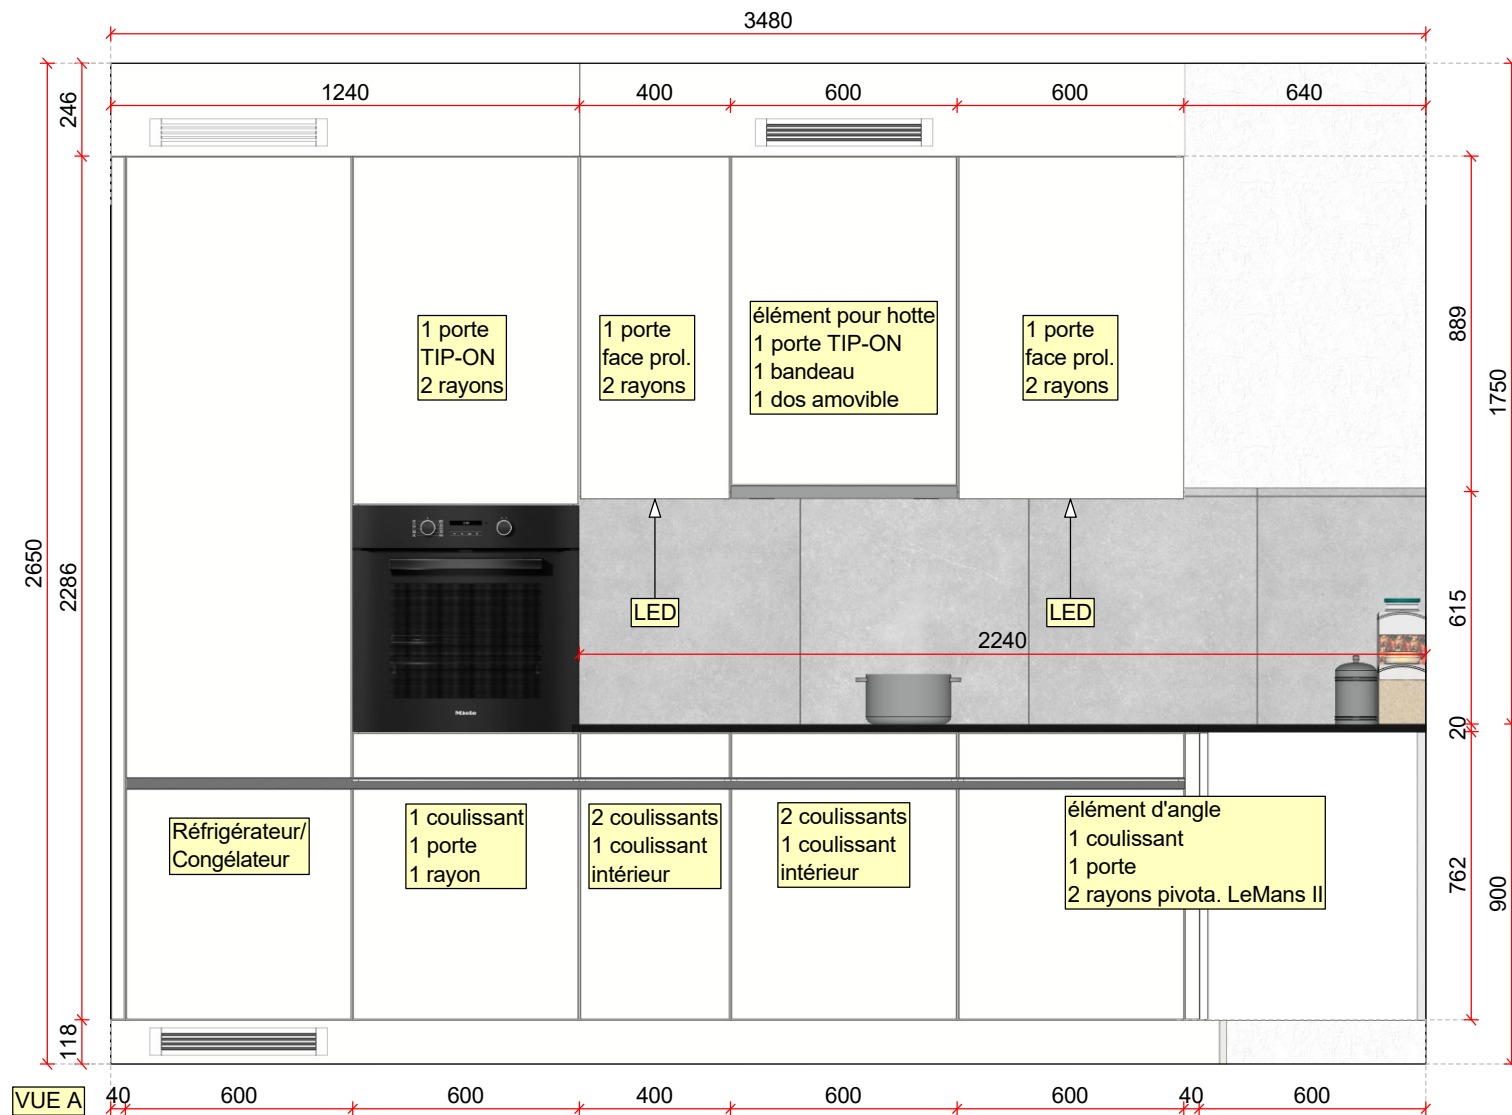 3480
1240 400 600 600 640
246
1 porte
TIP-ON
2 rayons
1 porte
face prol.
2 rayons
élément pour hotte
1 porte TIP-ON
1 bandeau
1 dos amovible
1 porte
face prol.
2 rayons
889
1750
2650
2286
LED
LED
615
2240
Miele
20
Réfrigérateur/
Congélateur
1 coulissant
1 porte
1 rayon
2 coulissants
1 coulissant
intérieur
2 coulissants
1 coulissant
intérieur
élément d'angle
1 coulissant
1 porte
2 rayons pivota. LeMans II
762
900
118
VUE A
40 600 600 400 600 600 40 600